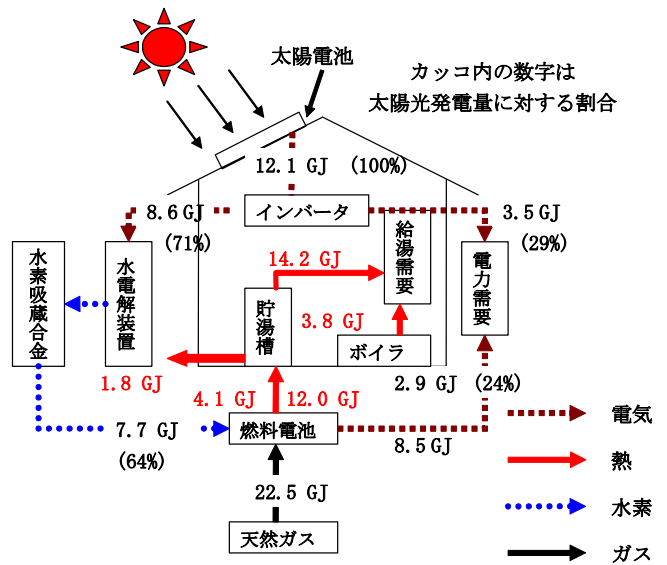 太陽電池
カッコ内の数字は
太陽光発電量に対する割合
12.1 GJ (100%)
インバータ
8.6 GJ
(71%)
3.5 GJ
(29%)
水素吸蔵合金
水電解装置
給湯需要
電力需要
14.2 GJ
貯湯槽
3.8 GJ
ボイラ
1.8 GJ
2.9 GJ (24%)
4.1 GJ
12.0 GJ
7.7 GJ
(64%)
燃料電池
8.5 GJ
22.5 GJ
天然ガス
電気
熱
水素
ガス